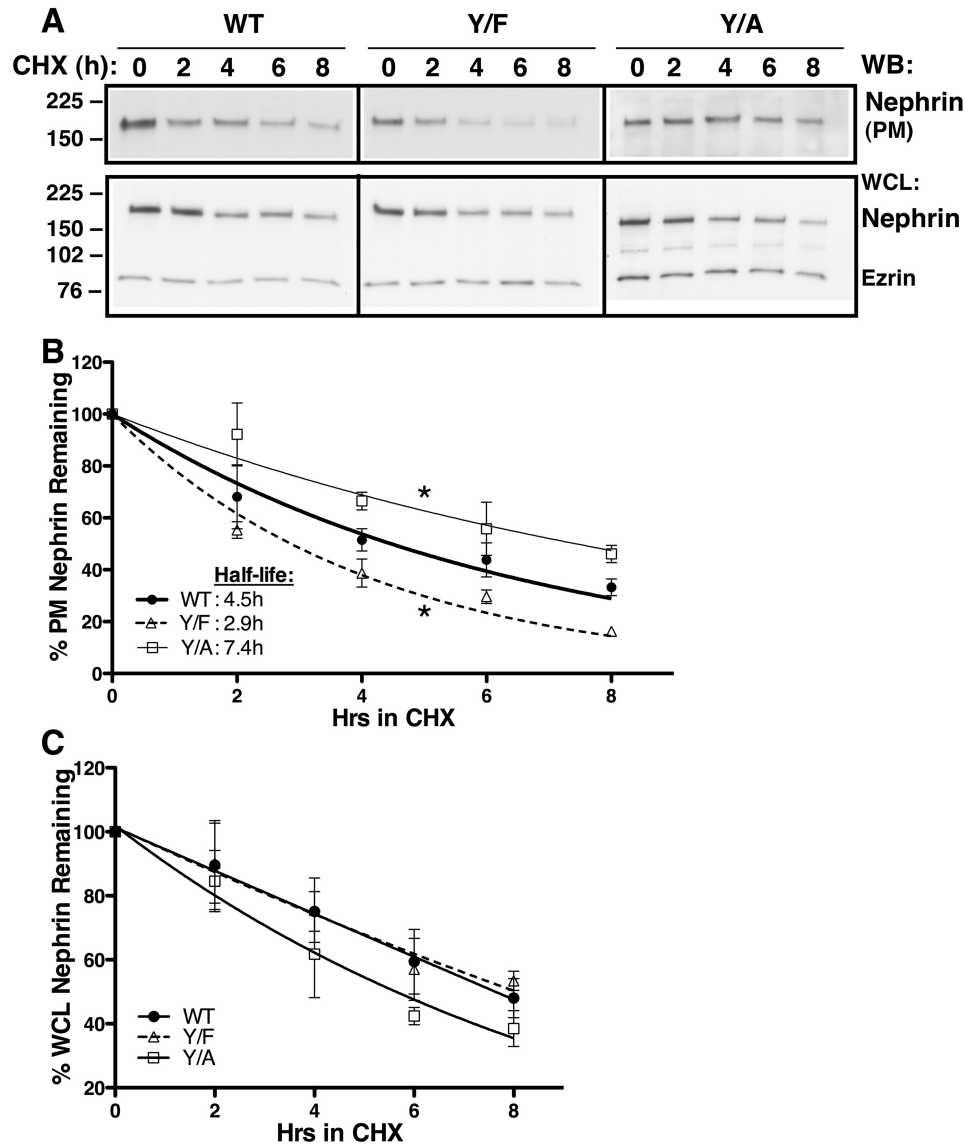 A
WT Y/F Y/A
CHX (h): 0 2 4 6 8 0 2 4 6 8 0 2 4 6 8 WB:
225 –
150 –
Nephrin
(PM)
WCL:
225 –
150 –
102 –
76 –
Nephrin
Ezrin
B
% PM Nephrin Remaining
120
100
80
60
40
20
0
*
*
Half-life:
WT : 4.5h
Y/F : 2.9h
Y/A : 7.4h
0 2 4 6 8
Hrs in CHX
C
% WCL Nephrin Remaining
120
100
80
60
40
20
WT
Y/F
Y/A
0 2 4 6 8
Hrs in CHX